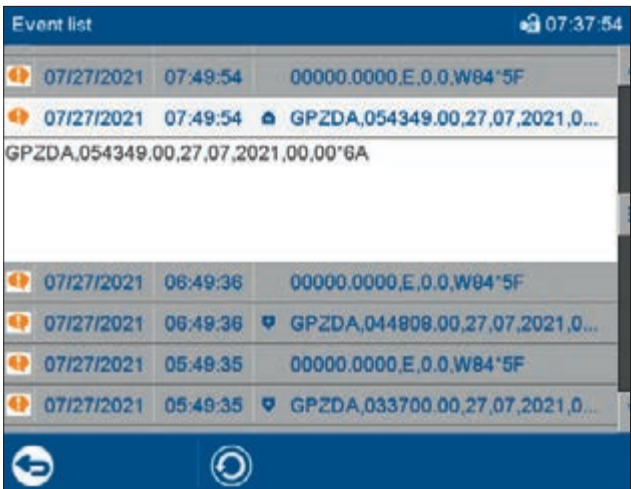 Event list 07:37:54
07/27/2021 07:49:54 00000.0000,E,0.0,W84*5F
07/27/2021 07:49:54 GPZDA,054349.00,27,07,2021,0...
GPZDA,054349.00,27,07,2021,00,00*6A
07/27/2021 06:49:36 00000.0000,E,0.0,W84*5F
07/27/2021 06:49:36 GPZDA,044808.00,27,07,2021,0...
07/27/2021 05:49:35 00000.0000,E,0.0,W84*5F
07/27/2021 05:49:35 GPZDA,033700.00,27,07,2021,0...